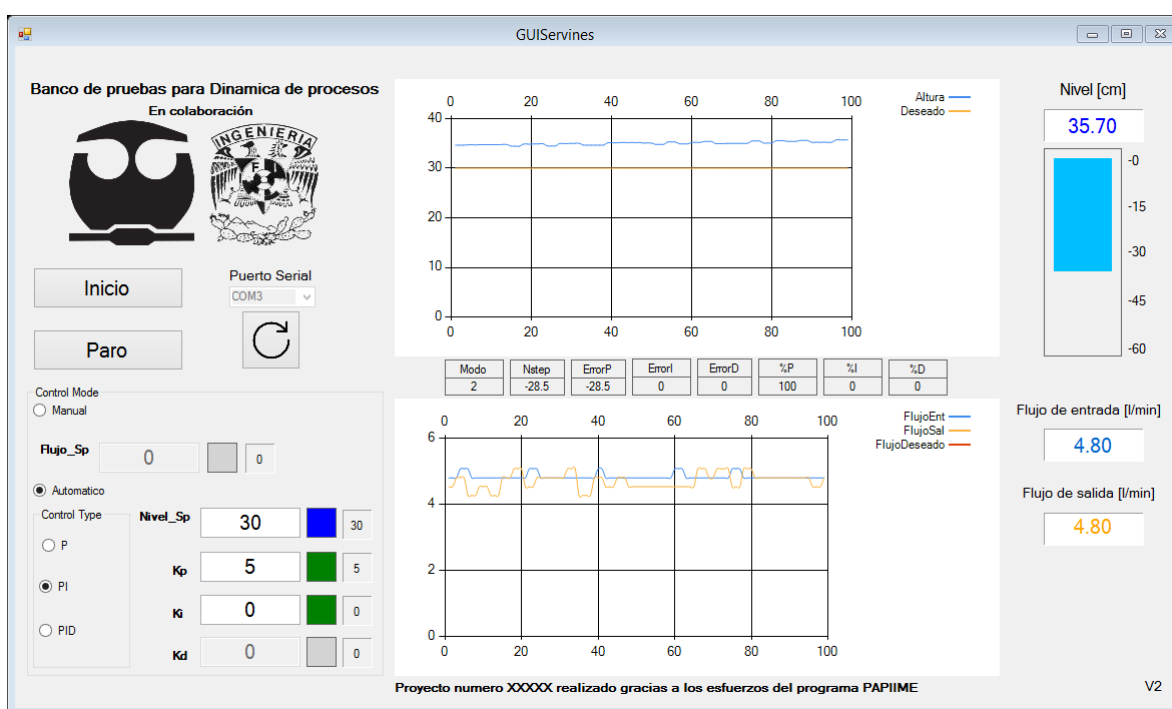 GUIServines
Banco de pruebas para Dinamica de procesos
En colaboración
INGENIERIA
F I
Inicio
Puerto Serial
COM3
Paro
Control Mode
Manual
Flujo_Sp 0 0
Automatico
Control Type
P
PI
PID
Nivel_Sp 30 30
Kp 5 5
Ki 0 0
Kd 0 0
0 20 40 60 80 100
Altura
Deseado
40
30
20
10
0
0 20 40 60 80 100
Modo Nstep ErrorP ErrorI ErrorD %P %I %D
2 -28.5 -28.5 0 0 100 0 0
0 20 40 60 80 100
FlujoEnt
FlujoSal
FlujoDeseado
6
4
2
0
0 20 40 60 80 100
Nivel [cm]
35.70
-0
-15
-30
-45
-60
Flujo de entrada [l/min]
4.80
Flujo de salida [l/min]
4.80
Proyecto numero XXXXX realizado gracias a los esfuerzos del programa PAPIIME
V2